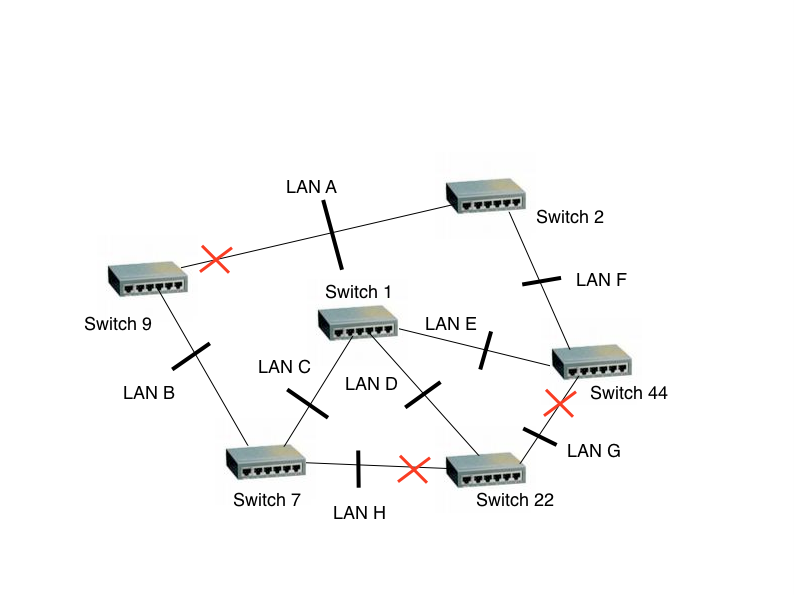 LAN A
Switch 2
LAN F
Switch 1
Switch 9
LAN E
LAN C
LAN D
LAN B
Switch 44
LAN G
Switch 7
Switch 22
LAN H